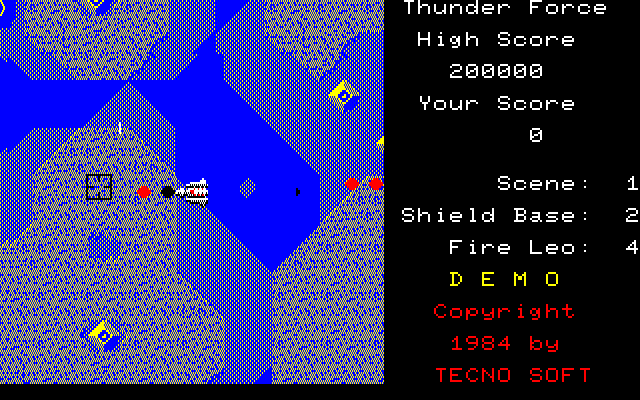 Thunder Force
High Score
200000
Your Score
0
Scene: 1
Shield Base: 2
Fire Leo: 4
D E M O
Copyright
1984 by
TECNO SOFT